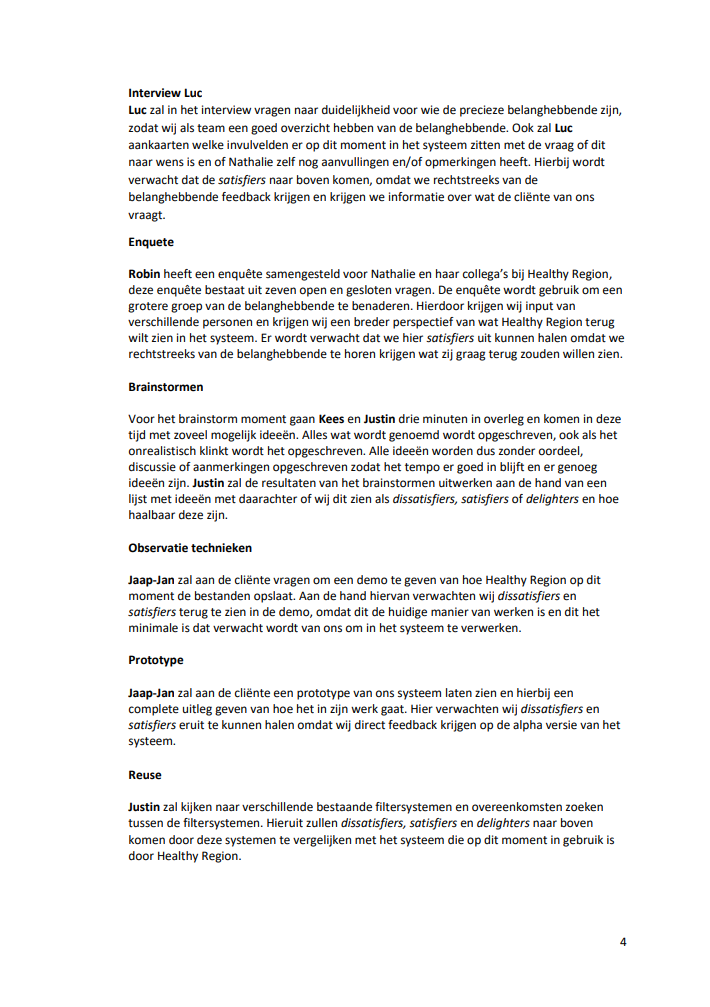 Interview Luc
Luc zal in het interview vragen naar duidelijkheid voor wie de precieze belanghebbende zijn,
zodat wij als team een goed overzicht hebben van de belanghebbende. Ook zal Luc
aankaarten welke invulvelden er op dit moment in het systeem zitten met de vraag of dit
naar wens is en of Nathalie zelf nog aanvullingen en/of opmerkingen heeft. Hierbij wordt
verwacht dat de satisfiers naar boven komen, omdat we rechtstreeks van de
belanghebbende feedback krijgen en krijgen we informatie over wat de cliënte van ons
vraagt.
Enquete
Robin heeft een enquête samengesteld voor Nathalie en haar collega’s bij Healthy Region,
deze enquête bestaat uit zeven open en gesloten vragen. De enquête wordt gebruik om een
grotere groep van de belanghebbende te benaderen. Hierdoor krijgen wij input van
verschillende personen en krijgen wij een breder perspectief van wat Healthy Region terug
wilt zien in het systeem. Er wordt verwacht dat we hier satisfiers uit kunnen halen omdat we
rechtstreeks van de belanghebbende te horen krijgen wat zij graag terug zouden willen zien.
Brainstormen
Voor het brainstorm moment gaan Kees en Justin drie minuten in overleg en komen in deze
tijd met zoveel mogelijk ideeën. Alles wat wordt genoemd wordt opgeschreven, ook als het
onrealistisch klinkt wordt het opgeschreven. Alle ideeën worden dus zonder oordeel,
discussie of aanmerkingen opgeschreven zodat het tempo er goed in blijft en er genoeg
ideeën zijn. Justin zal de resultaten van het brainstormen uitwerken aan de hand van een
lijst met ideeën met daarachter of wij dit zien als dissatisfiers, satisfiers of delighters en hoe
haalbaar deze zijn.
Observatie technieken
Jaap-Jan zal aan de cliënte vragen om een demo te geven van hoe Healthy Region op dit
moment de bestanden opslaat. Aan de hand hiervan verwachten wij dissatisfiers en
satisfiers terug te zien in de demo, omdat dit de huidige manier van werken is en dit het
minimale is dat verwacht wordt van ons om in het systeem te verwerken.
Prototype
Jaap-Jan zal aan de cliënte een prototype van ons systeem laten zien en hierbij een
complete uitleg geven van hoe het in zijn werk gaat. Hier verwachten wij dissatisfiers en
satisfiers eruit te kunnen halen omdat wij direct feedback krijgen op de alpha versie van het
systeem.
Reuse
Justin zal kijken naar verschillende bestaande filtersystemen en overeenkomsten zoeken
tussen de filtersystemen. Hieruit zullen dissatisfiers, satisfiers en delighters naar boven
komen door deze systemen te vergelijken met het systeem die op dit moment in gebruik is
door Healthy Region.
4